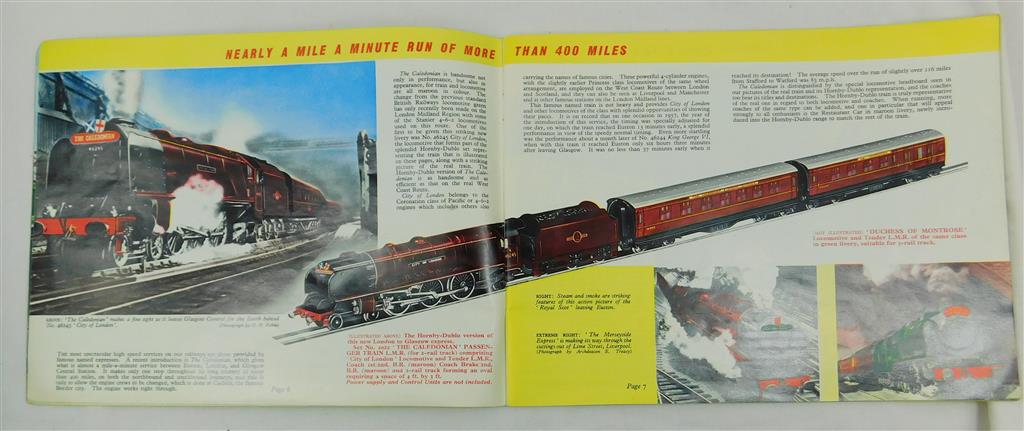 NEARLY A MILE A MINUTE RUN OF MORE THAN 400 MILES
THE CALEDONIAN
46245
The Caledonian is handsome not
only in performance, but also in
appearance, for train and locomotive
are all maroon in colour. The
change from the previous standard
British Railways locomotive green
has only recently been made on the
London Midland Region with some
of the Stanier 4-6-2 locomotives
used on this route. One of the
first to be given this striking new
livery was No. 46245 City of London,
the locomotive that forms part of the
splendid Hornby-Dublo set repre-
senting the train that is illustrated
on these pages, along with a striking
picture of the real train. The
Hornby-Dublo version of The Cale-
donian is as handsome and as
efficient as that on the real West
Coast Route.
City of London belongs to the
Coronation class of Pacific or 4-6-2
engines which includes others also
ABOVE: 'The Caledonian' makes a fine sight as it leaves Glasgow Central for the South behind
No. 46245 'City of London'.
THE most spectacular high speed services on our railways are those provided by
famous named expresses. A recent introduction is The Caledonian, which gives
what is almost a mile-a-minute service between Euston, London, and Glasgow
Central Station. It makes only one stop throughout its long journey of more
than 400 miles, on both the northbound and southbound journeys, and this is
only to allow the engine crews to be changed, which is done at Carlisle, the famous
Border city. The engine works right through.
Page 6
(ILLUSTRATED ABOVE) The Hornby-Dublo version of
this new London to Glasgow express.
Set No. 2022 'THE CALEDONIAN' PASSEN-
GER TRAIN L.M.R. (for 2-rail track) comprising
'City of London' Locomotive and Tender L.M.R.,
Coach 1st/2nd, B.R. (maroon) Coach Brake 2nd,
B.R. (maroon) and 2-rail track forming an oval
requiring a space of 4 ft. by 3 ft.
Power supply and Control Units are not included.
carrying the names of famous cities. These powerful 4-cylinder engines,
with the slightly earlier Princess class locomotives of the same wheel
arrangement, are employed on the West Coast Route between London
and Scotland, and they can also be seen at Liverpool and Manchester
and at other famous stations on the London Midland lines.
This famous named train is not heavy and provides City of London
and other locomotives of the class with splendid opportunities of showing
their paces. It is on record that on one occasion in 1957, the year of
the introduction of this service, the train was specially adjusted for
one day, on which the train reached Euston 13 minutes early, a splendid
performance in view of the speedy normal timing. Even more startling
was the performance about a month later of No. 46244 King George VI,
when with this train it reached Euston only six hours three minutes
after leaving Glasgow. It was no less than 37 minutes early when it
reached its destination! The average speed over the run of slightly over 116 miles
from Stafford to Watford was 83 m.p.h.
The Caledonian is distinguished by the special locomotive headboard seen in
our pictures of the real train and its Hornby-Dublo representation, and the coaches
too bear its titles and destinations. The Hornby-Dublo train is truly representative
of the real one in regard to both locomotive and coaches. When running, more
coaches of the same type can be added, and one in particular that will appeal
strongly to all enthusiasts is the Restaurant Car in maroon livery, newly intro-
duced into the Hornby-Dublo range to match the rest of the train.
(NOT ILLUSTRATED) 'DUCHESS OF MONTROSE'
Locomotive and Tender L.M.R. of the same class
in green livery, suitable for 3-rail track.
RIGHT: Steam and smoke are striking
features of this action picture of the
'Royal Scot' leaving Euston.
EXTREME RIGHT: 'The Merseyside
Express' is making its way through the
cuttings out of Lime Street, Liverpool.
(Photograph by Archdeacon E. Treacy)
Page 7